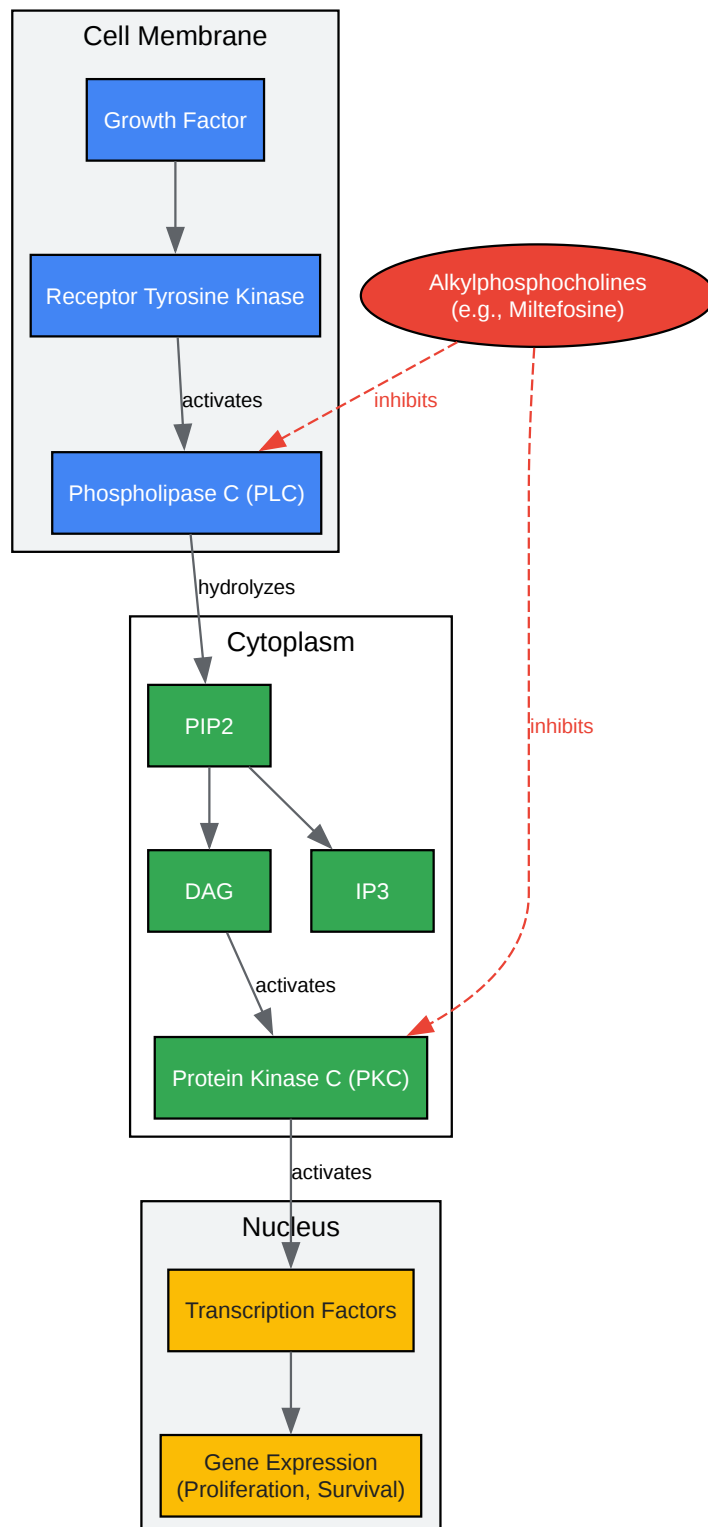 Cell Membrane
Growth Factor
Receptor Tyrosine Kinase
Alkylphosphocholines
(e.g., Miltefosine)
activates
inhibits
Phospholipase C (PLC)
hydrolyzes
Cytoplasm
PIP2
inhibits
DAG
IP3
activates
Protein Kinase C (PKC)
activates
Nucleus
Transcription Factors
Gene Expression
(Proliferation, Survival)